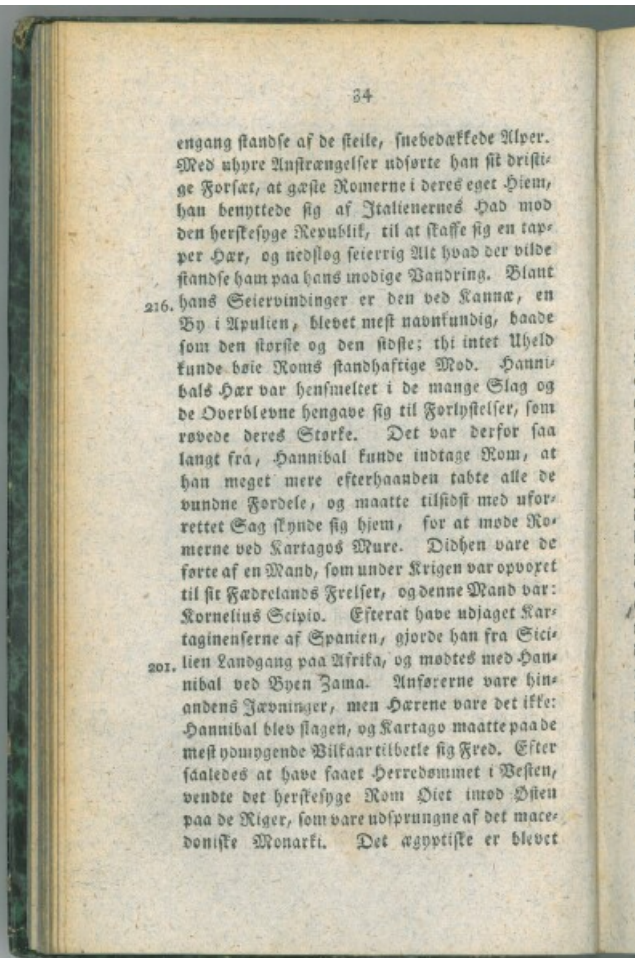 34
engang standse af de steile, snebedækkede Alper.
Med uhyre Anstrængelser udførte han sit dristi-
ge Forsæt, at gæste Romerne i deres eget Hiem,
han benyttede sig af Italienernes Had mod
den herskesyge Republik, til at skaffe sig en tap-
per Hær, og nedslog seierrig Alt hvad der vilde
standse ham paa hans modige Vandring. Blant
216. hans Seiervindinger er den ved Kannæ, en
By i Apulien, blevet mest navnkundig, baade
som den største og den sidste; thi intet Uheld
kunde bøie Roms standhaftige Mod. Hanni-
bals Hær var hensmeltet i de mange Slag og
de Overblevne hengave sig til Forlystelser, som
røvede deres Størke. Det var derfor saa
langt fra, Hannibal kunde indtage Rom, at
han meget mere efterhaanden tabte alle de
vundne Fordele, og maatte tilsidst med ufor-
rettet Sag skynde sig hjem, for at møde Ro-
merne ved Kartagos Mure. Didhen vare de
førte af en Mand, som under Krigen var opvoxet
til sit Fædrelands Frelser, og denne Mand var:
Kornelius Scipio. Efterat have udjaget Kar-
taginenserne af Spanien, gjorde han fra Sici-
201. lien Landgang paa Afrika, og mødtes med Han-
nibal ved Byen Zama. Anførerne vare hin-
andens Jævninger, men Hærene vare det ikke:
Hannibal blev slagen, og Kartago maatte paa de
mest ydmygende Vilkaar tilbetle sig Fred. Efter
saaledes at have faaet Herredømmet i Vesten,
vendte det herskesyge Rom Øiet imod Østen
paa de Riger, som vare udsprungne af det mace-
doniske Monarki. Det ægyptiske er blevet